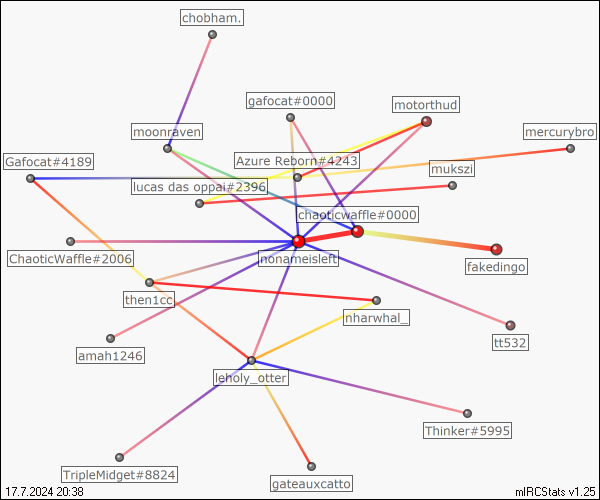 chobham.
gafocat#0000
motorthud
moonraven
mercurybro
Gafocat#4189
Azure Reborn#4243
mukszi
lucas das oppai#2396
chaoticwaffle#0000
ChaoticWaffle#2006
nonameisleft
fakedingo
then1cc
nharwhal_
amah1246
tt532
leholy_otter
Thinker#5995
TripleMidget#8824
gateauxcatto
17.7.2024 20:38
mIRCStats v1.25